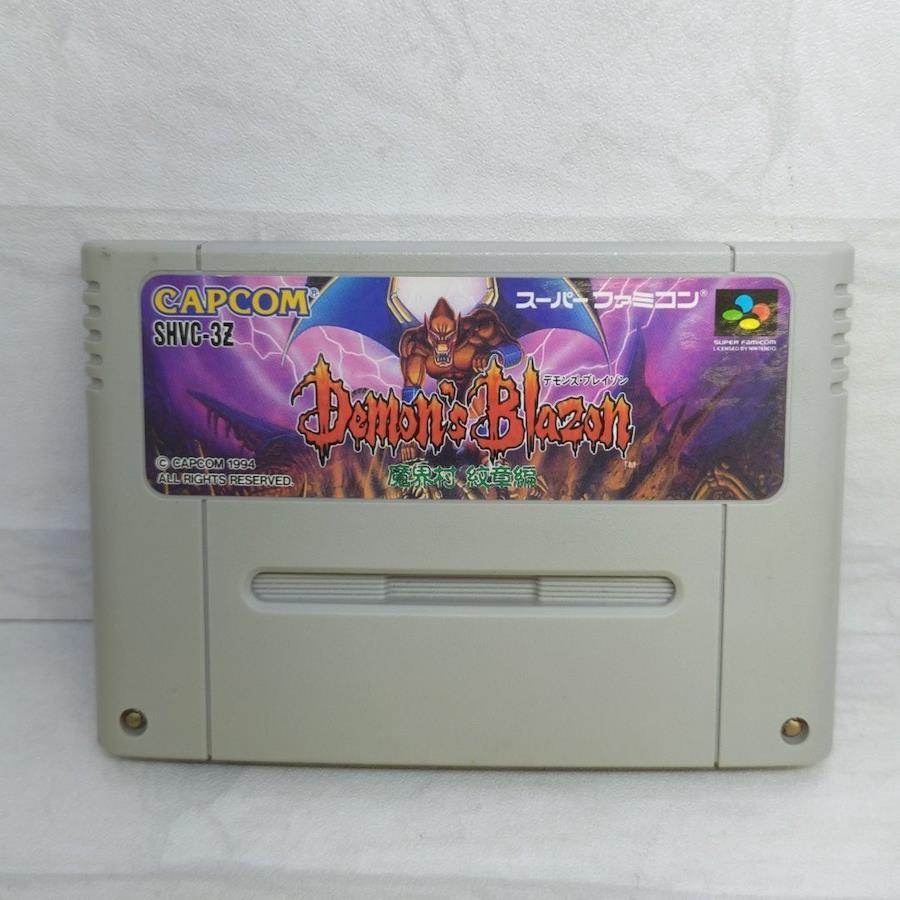 CAPCOM®
スーパーファミコン®
SHVC-3Z
SUPER FAMICOM
LICENSED BY NINTENDO
デモンズ・ブレイゾン
Demon's Blazon™
© CAPCOM 1994
ALL RIGHTS RESERVED.
魔界村 紋章編